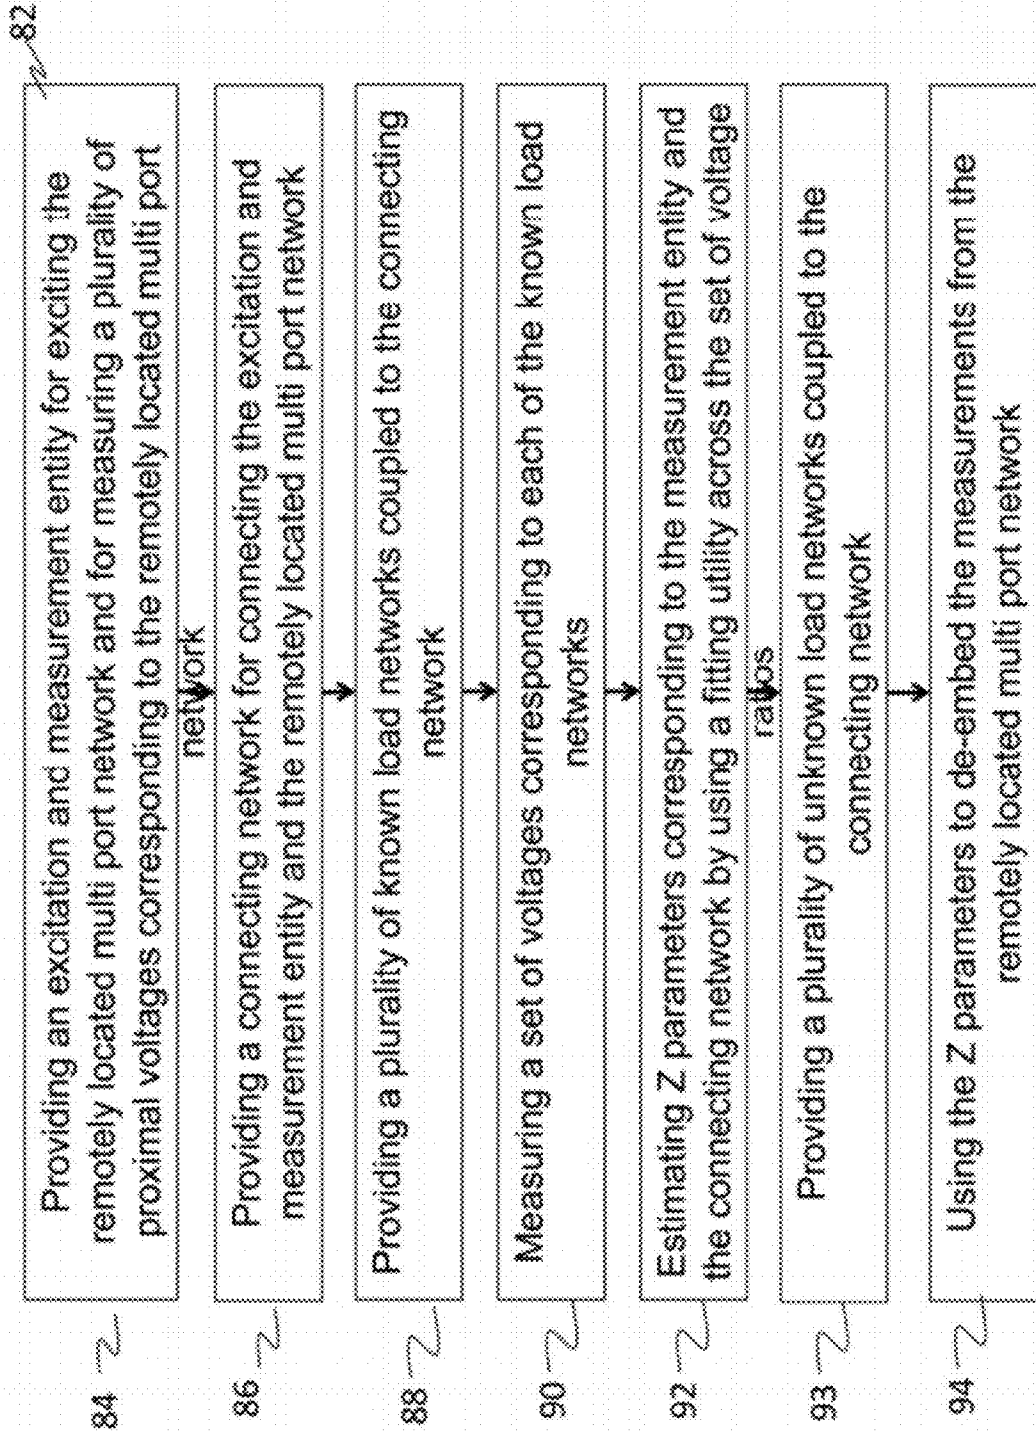 82
84
Providing an excitation and measurement entity for exciting the
remotely located multi port network and for measuring a plurality of
proximal voltages corresponding to the remotely located multi port
network
86
Providing a connecting network for connecting the excitation and
measurement entity and the remotely located multi port network
88
Providing a plurality of known load networks coupled to the connecting
network
90
Measuring a set of voltages corresponding to each of the known load
networks
92
Estimating Z parameters corresponding to the measurement entity and
the connecting network by using a fitting utility across the set of voltage
ratios
93
Providing a plurality of unknown load networks coupled to the
connecting network
94
Using the Z parameters to de-embed the measurements from the
remotely located multi port network